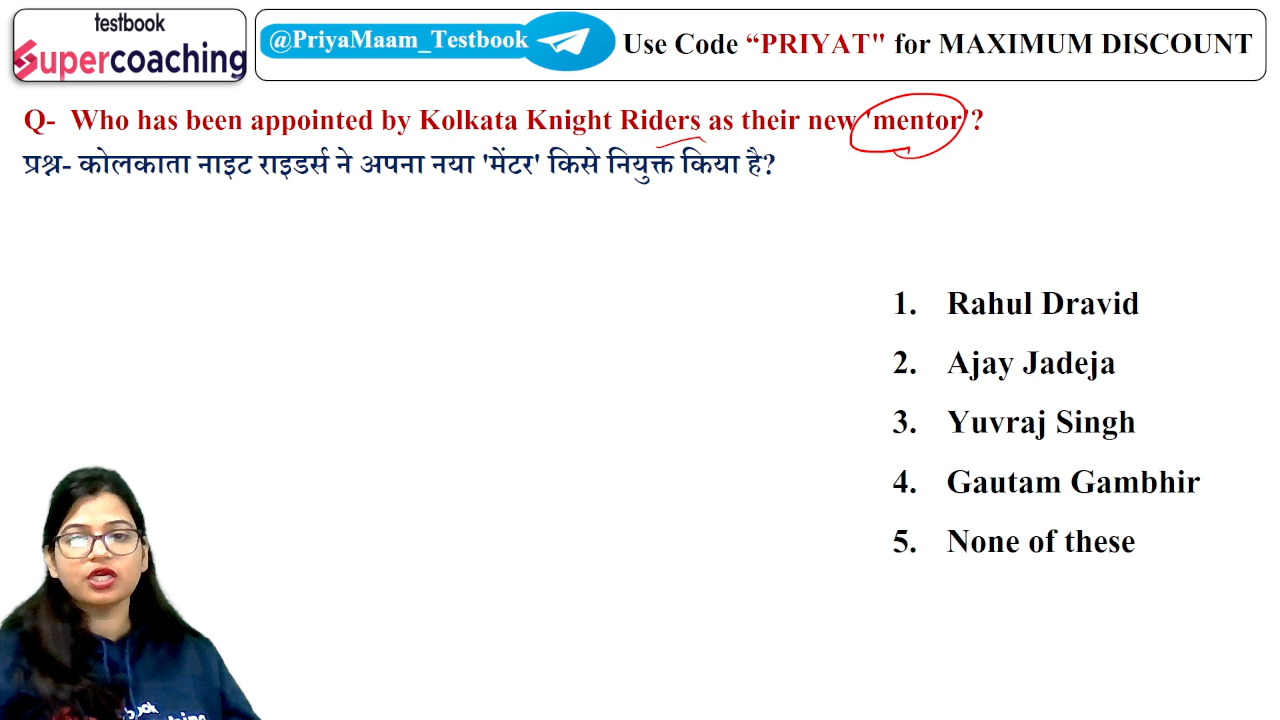 testbook
Supercoaching
@PriyaMaam_Testbook
Use Code “PRIYAT" for MAXIMUM DISCOUNT
Q- Who has been appointed by Kolkata Knight Riders as their new 'mentor'?
प्रश्न- कोलकाता नाइट राइडर्स ने अपना नया 'मेंटर' किसे नियुक्त किया है?
1. Rahul Dravid
2. Ajay Jadeja
3. Yuvraj Singh
4. Gautam Gambhir
5. None of these